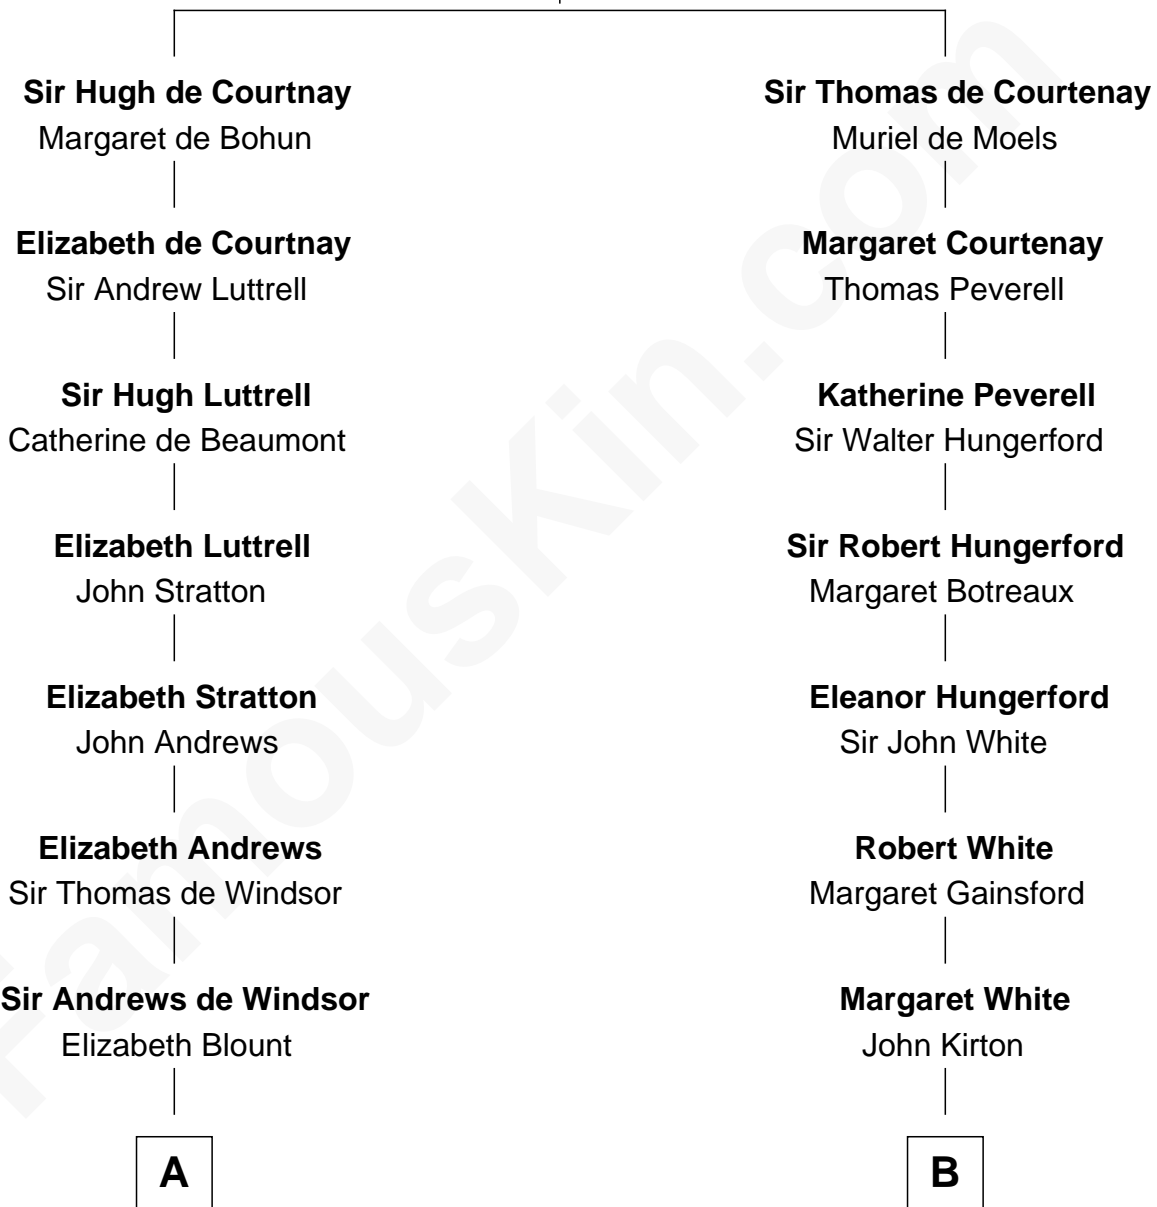 Sir Hugh de Courtnay
Margaret de Bohun
Elizabeth de Courtnay
Sir Andrew Luttrell
Sir Hugh Luttrell
Catherine de Beaumont
Elizabeth Luttrell
John Stratton
Elizabeth Stratton
John Andrews
Elizabeth Andrews
Sir Thomas de Windsor
Sir Andrews de Windsor
Elizabeth Blount
A
Sir Thomas de Courtenay
Muriel de Moels
Margaret Courtenay
Thomas Peverell
Katherine Peverell
Sir Walter Hungerford
Sir Robert Hungerford
Margaret Botreaux
Eleanor Hungerford
Sir John White
Robert White
Margaret Gainsford
Margaret White
John Kirton
B
FamousKin.com